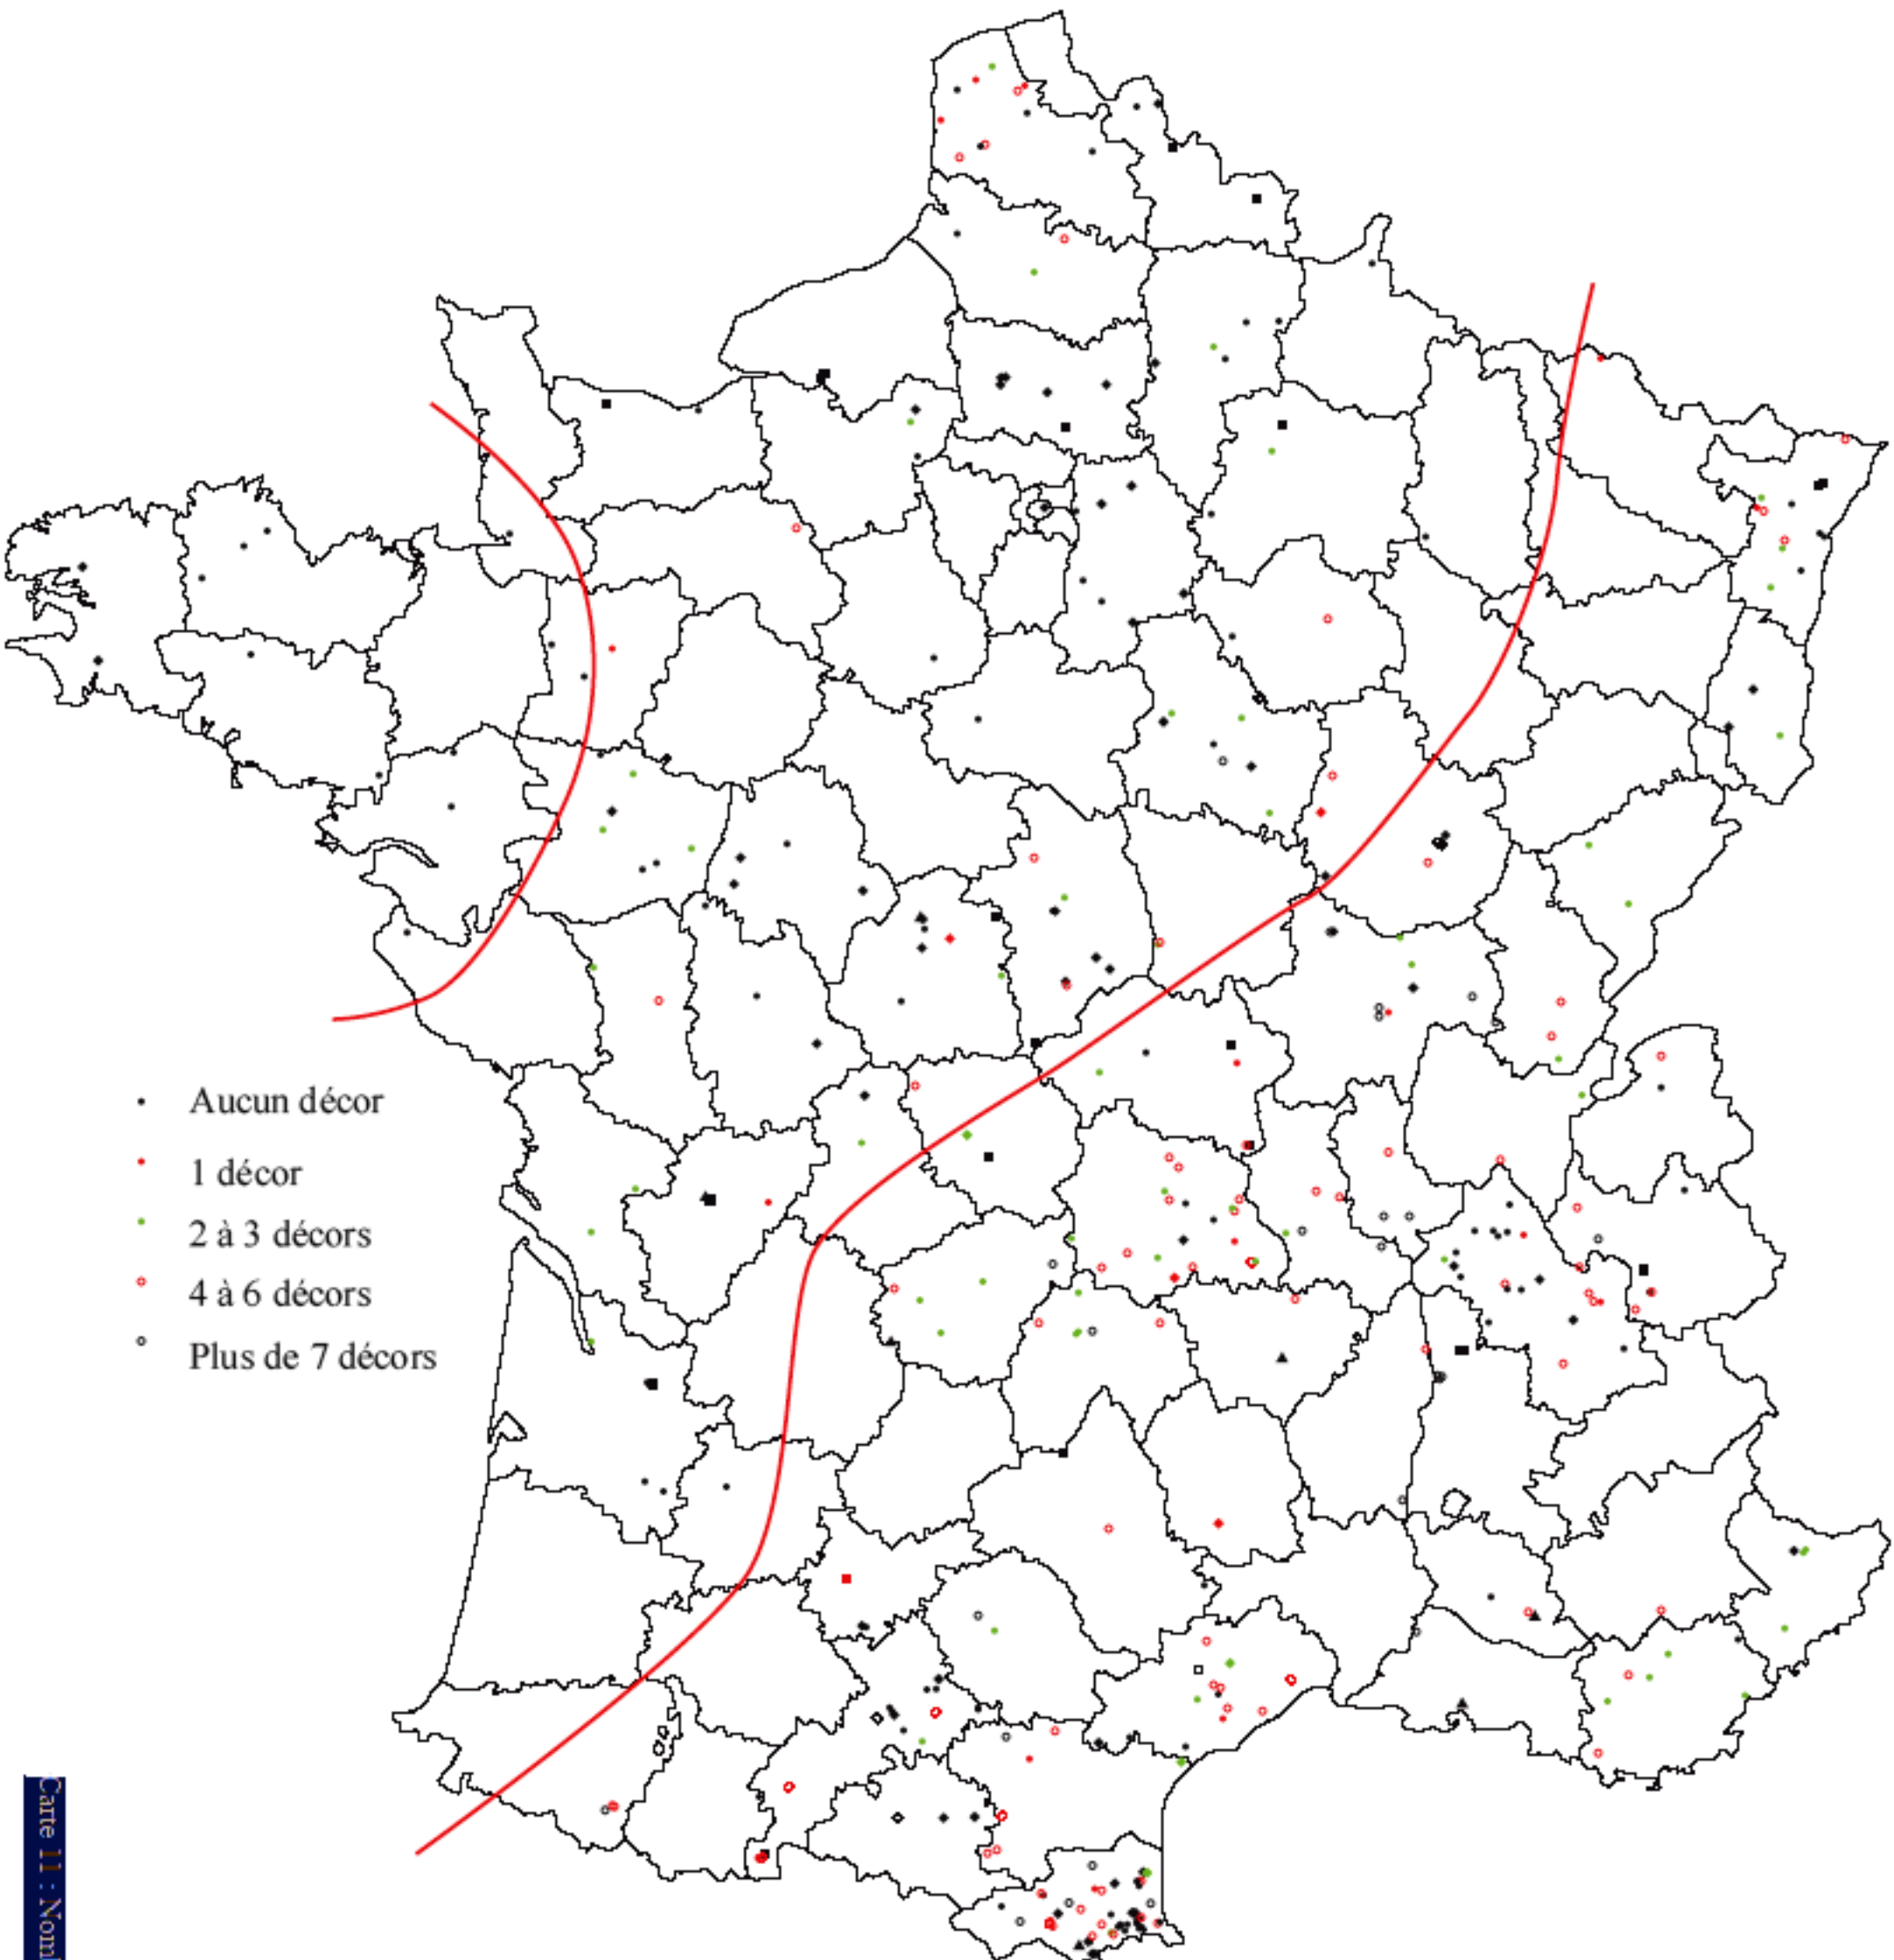 Aucun décor
1 décor
2 à 3 décors
4 à 6 décors
Plus de 7 décors
Carte 11 : Nom